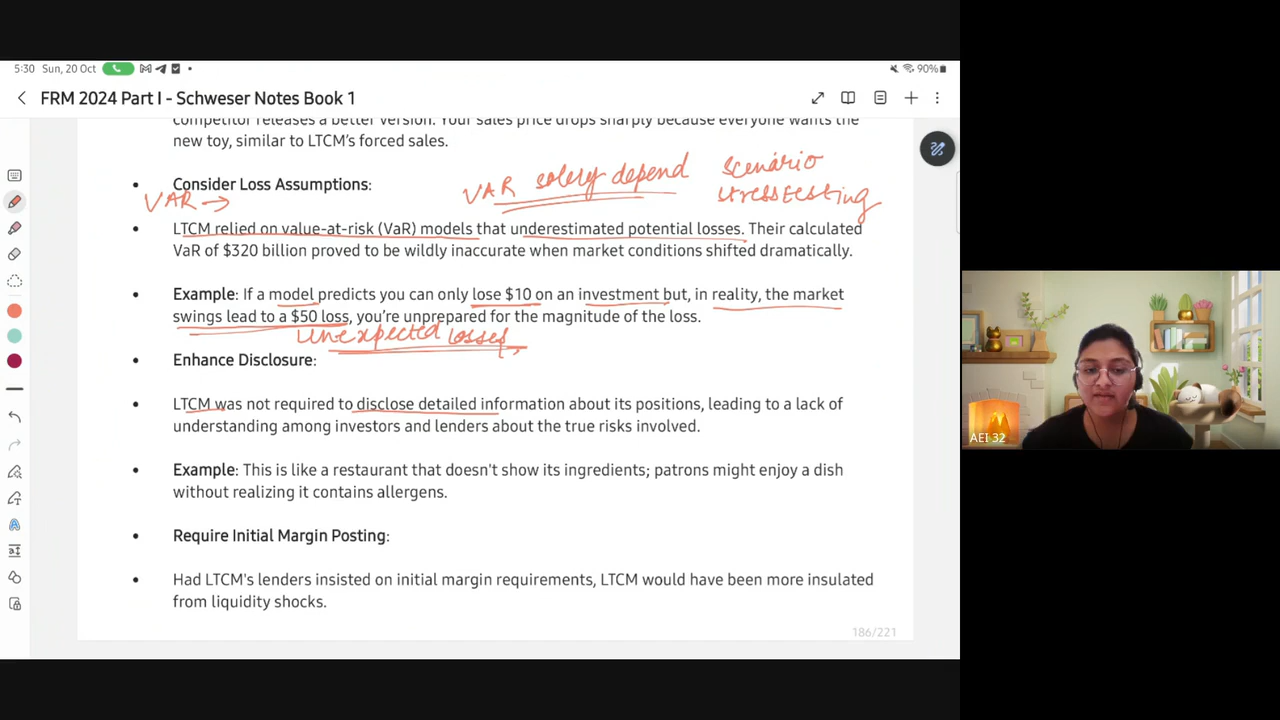 5:30 Sun, 20 Oct 90%
FRM 2024 Part I - Schweser Notes Book 1
competitor releases a better version. Your sales price drops sharply because everyone wants the
new toy, similar to LTCM's forced sales.
VAR solely depend scenario
stresstesting
• Consider Loss Assumptions:
VAR →
• LTCM relied on value-at-risk (VaR) models that underestimated potential losses. Their calculated
VaR of $320 billion proved to be wildly inaccurate when market conditions shifted dramatically.
• Example: If a model predicts you can only lose $10 on an investment but, in reality, the market
swings lead to a $50 loss, you're unprepared for the magnitude of the loss.
unexpected losses
• Enhance Disclosure:
• LTCM was not required to disclose detailed information about its positions, leading to a lack of
understanding among investors and lenders about the true risks involved.
• Example: This is like a restaurant that doesn't show its ingredients; patrons might enjoy a dish
without realizing it contains allergens.
• Require Initial Margin Posting:
• Had LTCM's lenders insisted on initial margin requirements, LTCM would have been more insulated
from liquidity shocks.
186/221
AEI 32